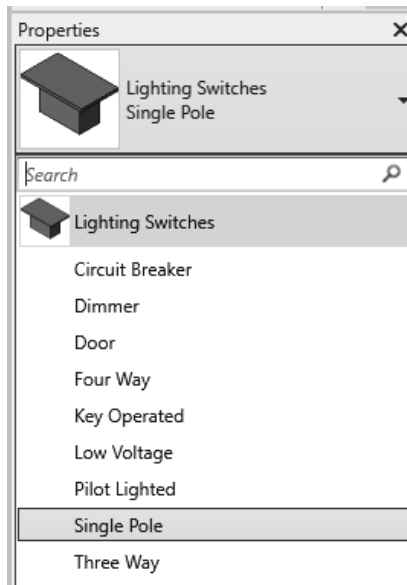 Properties
Lighting Switches
Single Pole
Search
Lighting Switches
Circuit Breaker
Dimmer
Door
Four Way
Key Operated
Low Voltage
Pilot Lighted
Single Pole
Three Way